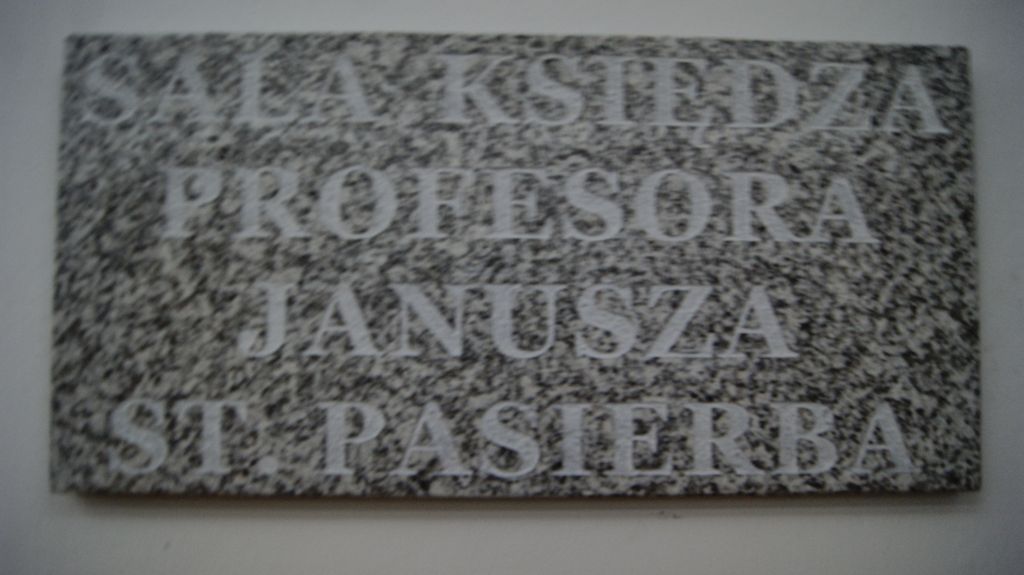 SALA KSIĘDZA
PROFESORA
JANUSZA
ST. PASIERBA